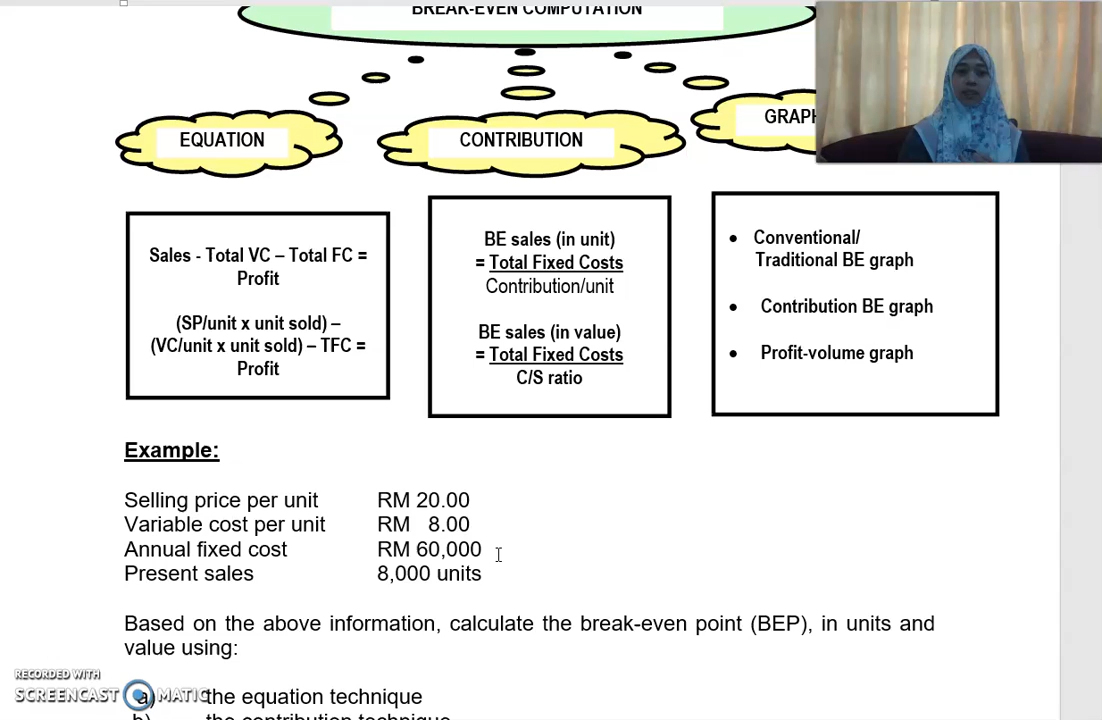 BREAK-EVEN COMPUTATION
EQUATION
CONTRIBUTION
GRAPH
Sales - Total VC – Total FC =
Profit
(SP/unit x unit sold) –
(VC/unit x unit sold) – TFC =
Profit
BE sales (in unit)
= Total Fixed Costs
Contribution/unit
BE sales (in value)
= Total Fixed Costs
C/S ratio
• Conventional/
Traditional BE graph
• Contribution BE graph
• Profit-volume graph
Example:
Selling price per unit RM 20.00
Variable cost per unit RM 8.00
Annual fixed cost RM 60,000
Present sales 8,000 units
Based on the above information, calculate the break-even point (BEP), in units and
value using:
a) the equation technique
b) the contribution technique
RECORDED WITH
SCREENCAST MATIC